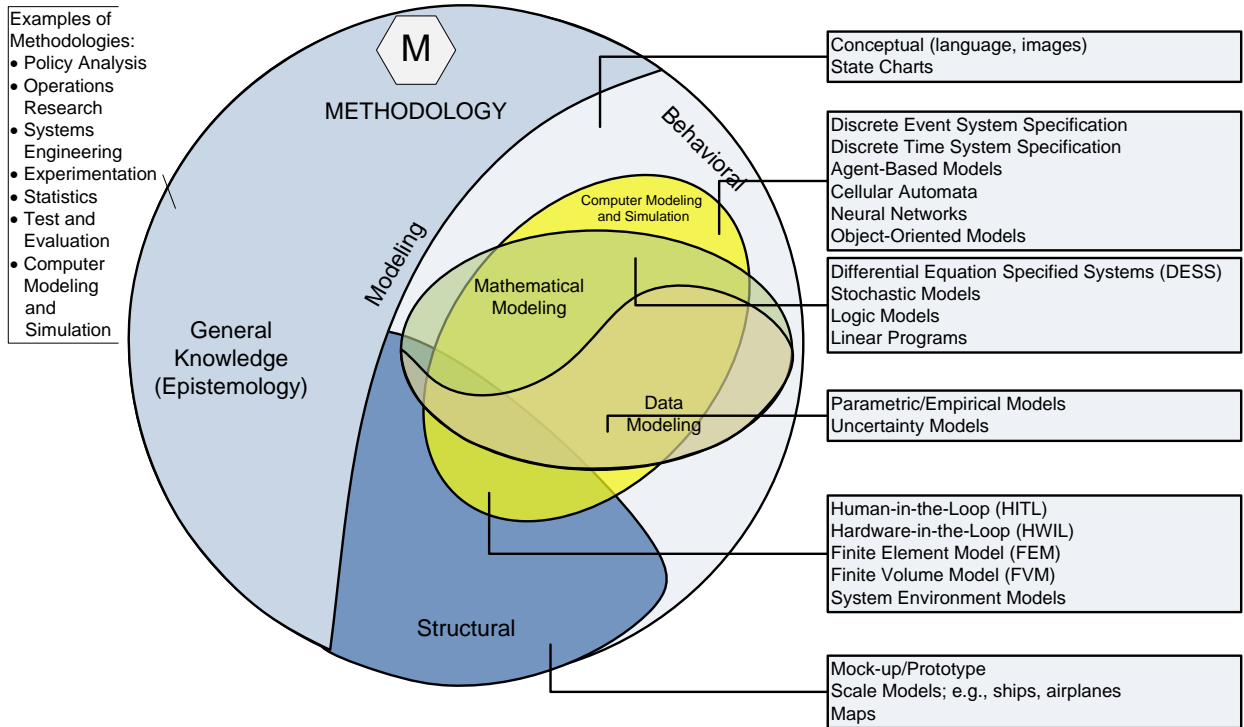 Examples of
Methodologies:
• Policy Analysis
• Operations
Research
• Systems
Engineering
• Experimentation
• Statistics
• Test and
Evaluation
• Computer
Modeling
and
Simulation
M
METHODOLOGY
General
Knowledge
(Epistemology)
Modeling
Behavioral
Computer Modeling
and Simulation
Mathematical
Modeling
Data
Modeling
Structural
Conceptual (language, images)
State Charts
Discrete Event System Specification
Discrete Time System Specification
Agent-Based Models
Cellular Automata
Neural Networks
Object-Oriented Models
Differential Equation Specified Systems (DESS)
Stochastic Models
Logic Models
Linear Programs
Parametric/Empirical Models
Uncertainty Models
Human-in-the-Loop (HITL)
Hardware-in-the-Loop (HWIL)
Finite Element Model (FEM)
Finite Volume Model (FVM)
System Environment Models
Mock-up/Prototype
Scale Models; e.g., ships, airplanes
Maps